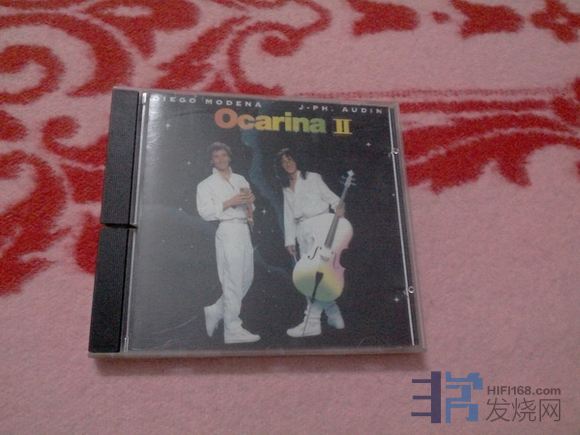 DIEGO MODENA J-PH. AUDIN
Ocarina II
HIFI168.com
发烧网